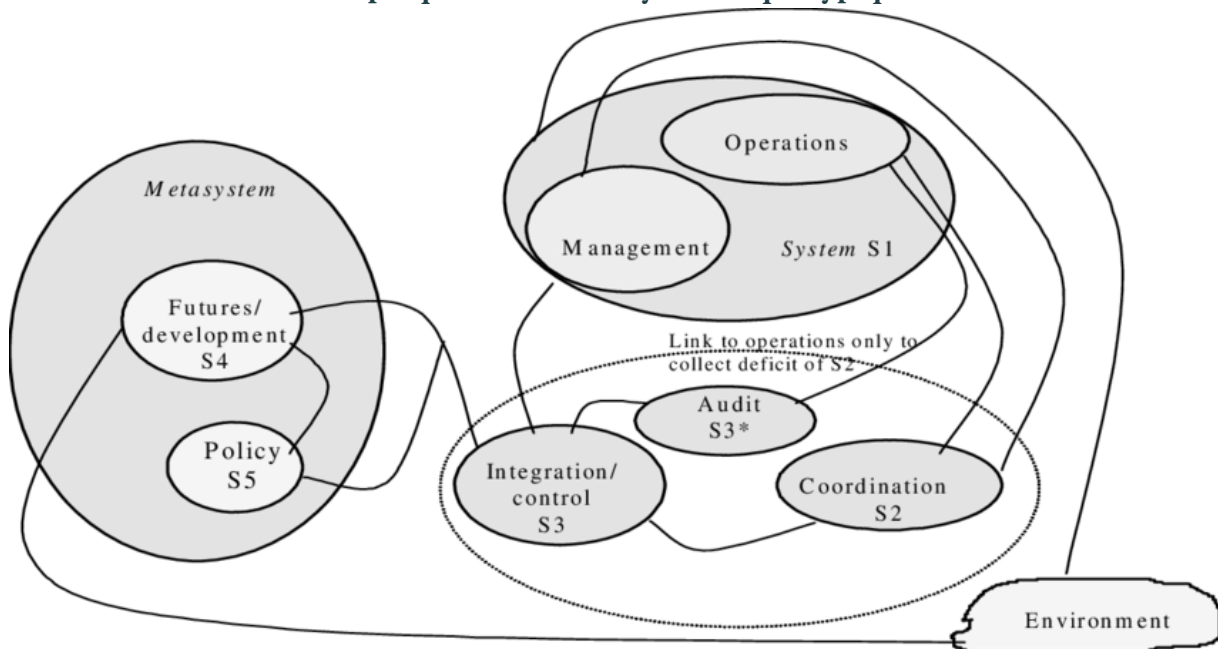 Operations
Metasystem
Management
System S1
Futures/
development
S4
Link to operations only to
collect deficit of S2
Audit
S3*
Policy
S5
Integration/
control
S3
Coordination
S2
Environment